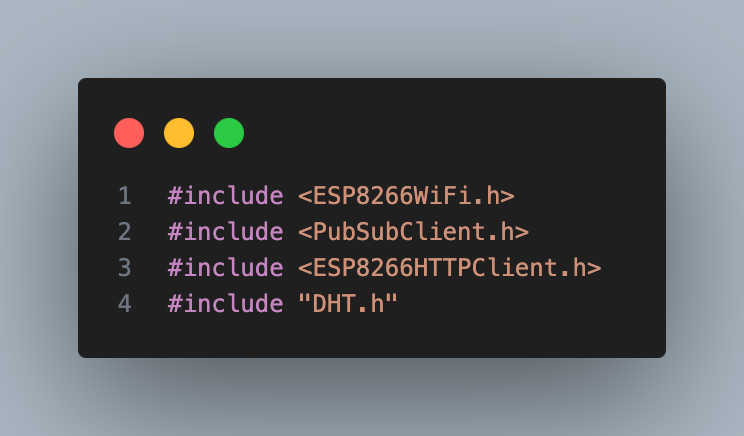 1 #include <ESP8266WiFi.h>
2 #include <PubSubClient.h>
3 #include <ESP8266HTTPClient.h>
4 #include "DHT.h"